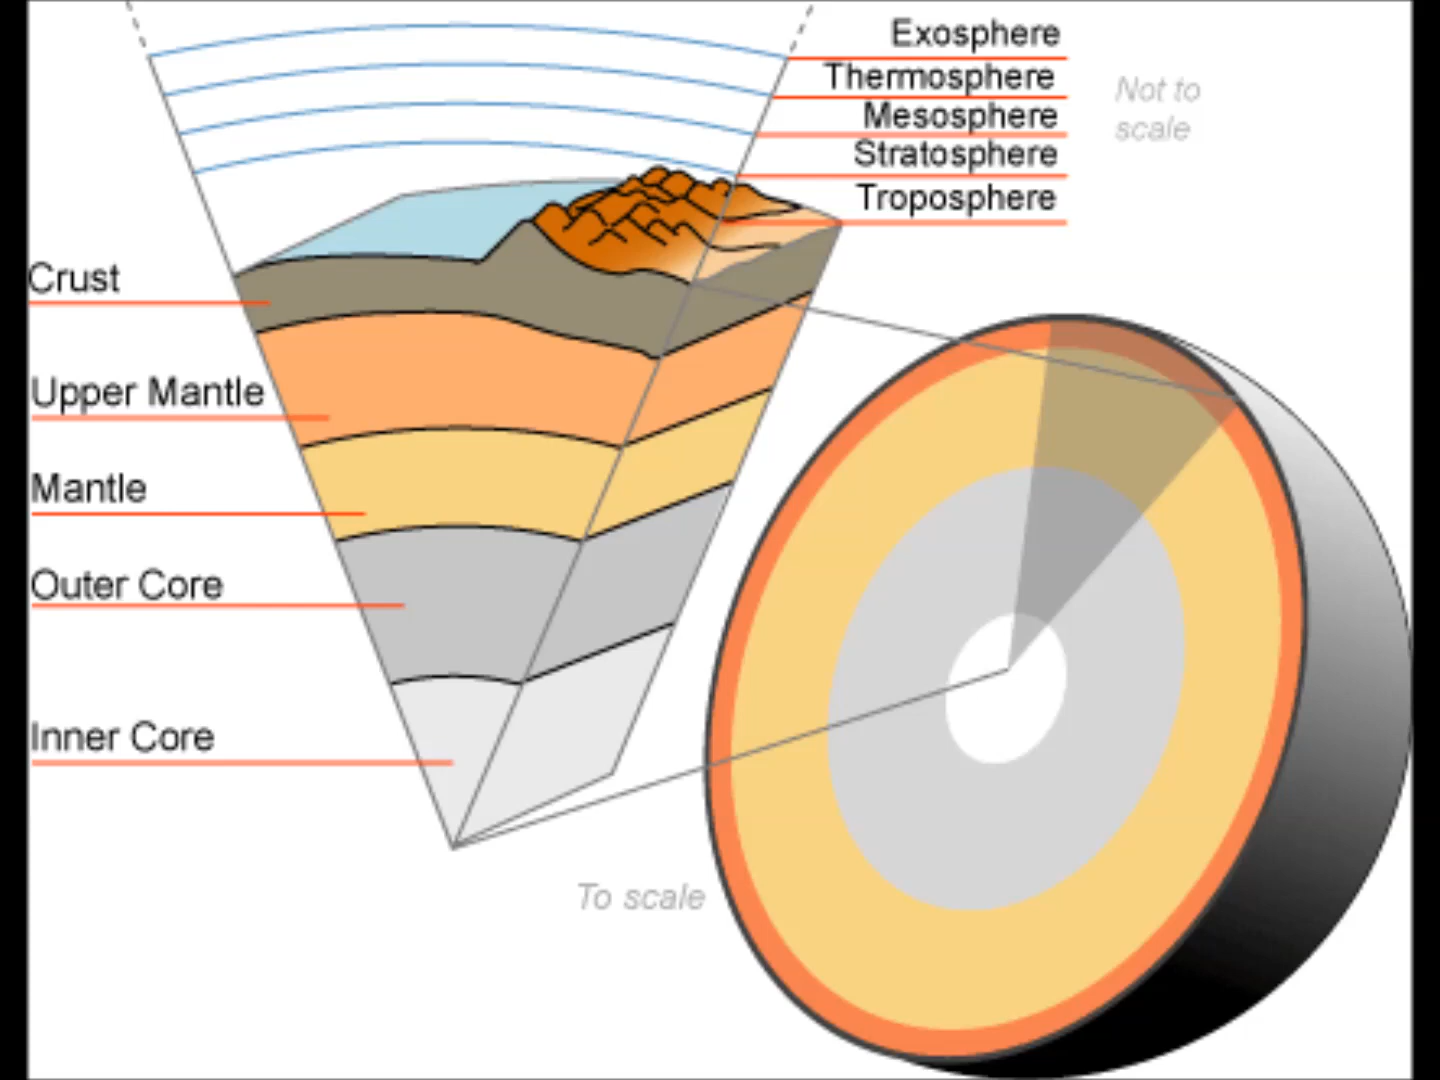 Exosphere
Thermosphere
Mesosphere
Stratosphere
Troposphere
Not to
scale
Crust
Upper Mantle
Mantle
Outer Core
Inner Core
To scale